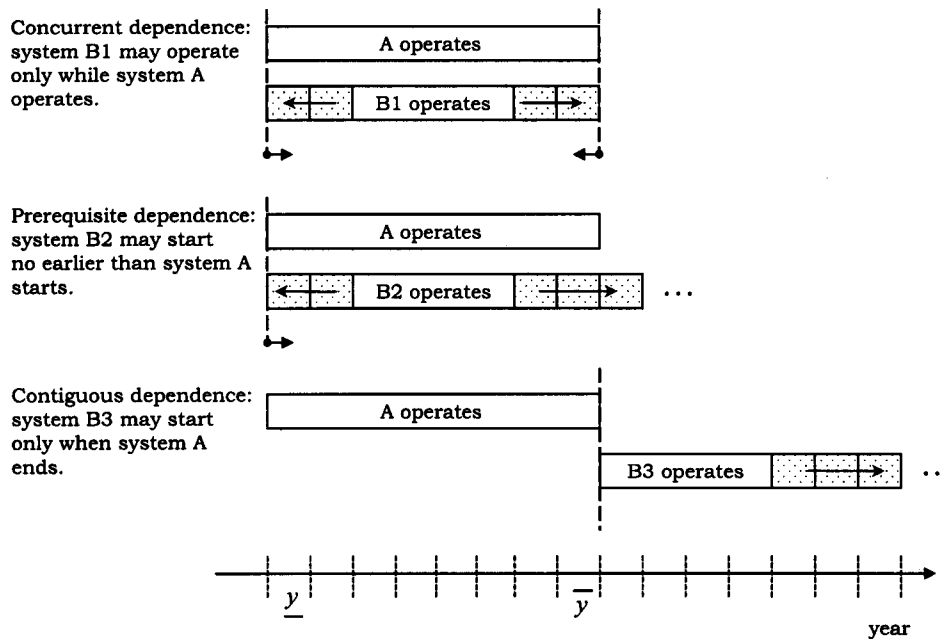 Concurrent dependence:
system B1 may operate
only while system A
operates.
A operates
B1 operates
Prerequisite dependence:
system B2 may start
no earlier than system A
starts.
A operates
B2 operates
...
Contiguous dependence:
system B3 may start
only when system A
ends.
A operates
B3 operates
..
y
y
year